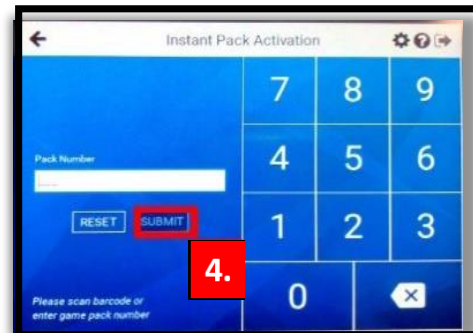 Instant Pack Activation
7 8 9
Pack Number
4 5 6
RESET SUBMIT
1 2 3
4.
Please scan barcode or
enter game pack number
0